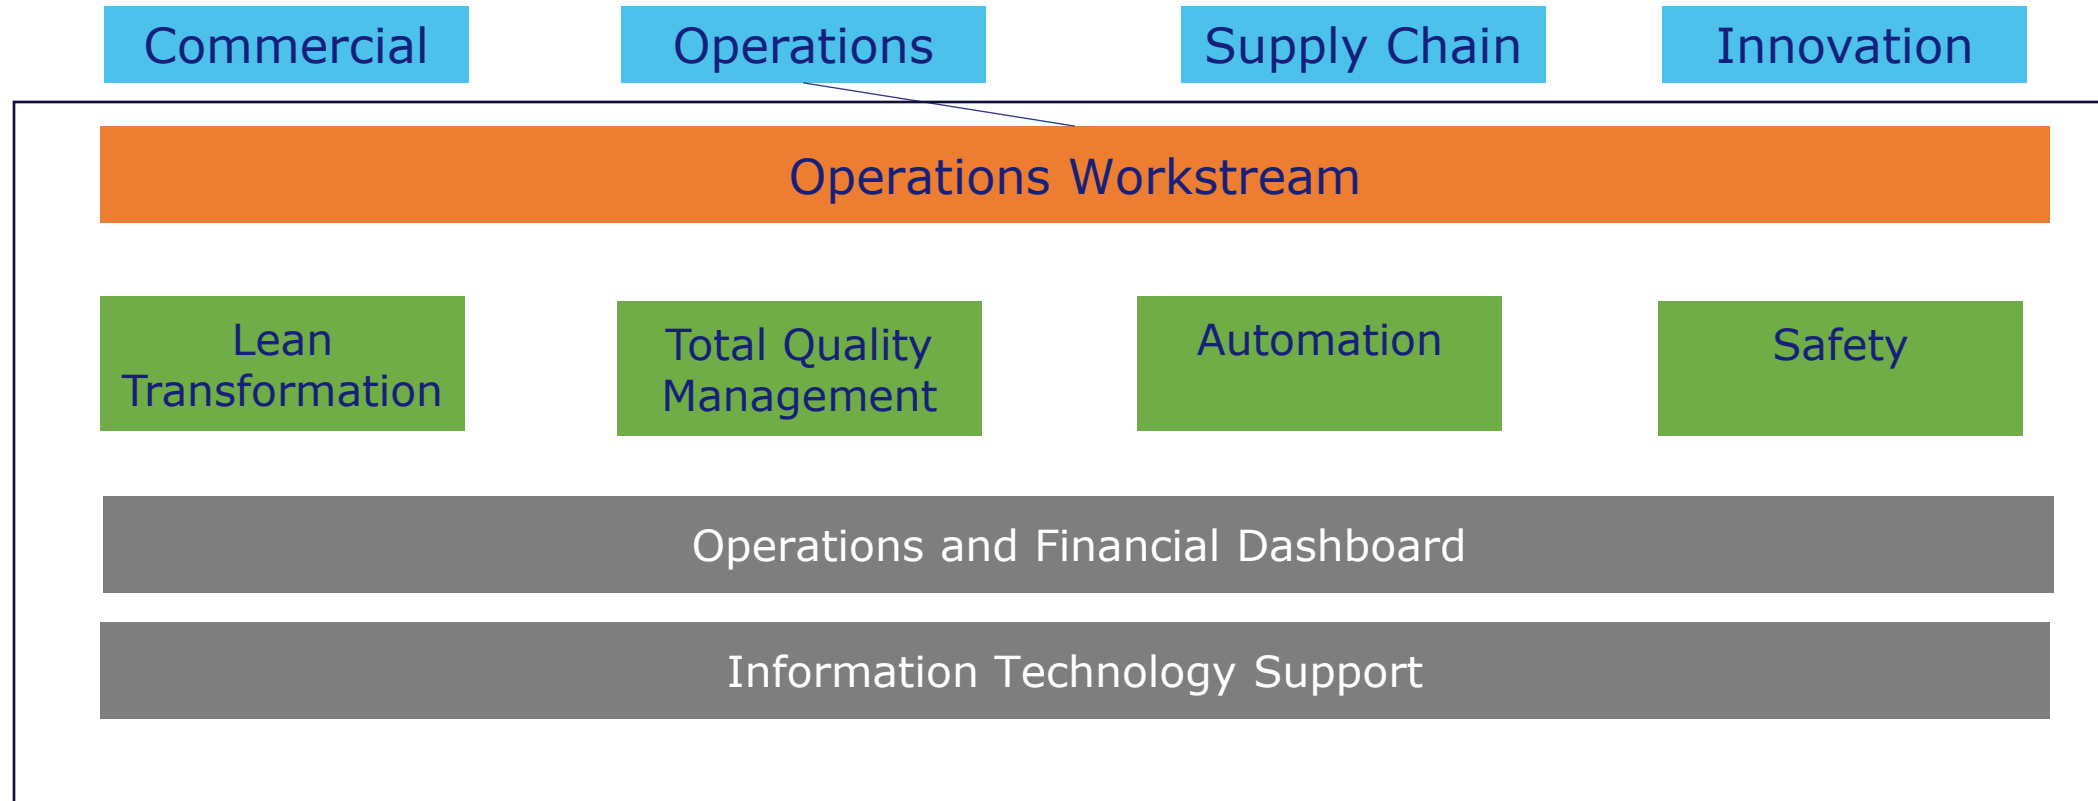 Commercial
Operations
Supply Chain
Innovation
Operations Workstream
Lean
Transformation
Total Quality
Management
Automation
Safety
Operations and Financial Dashboard
Information Technology Support